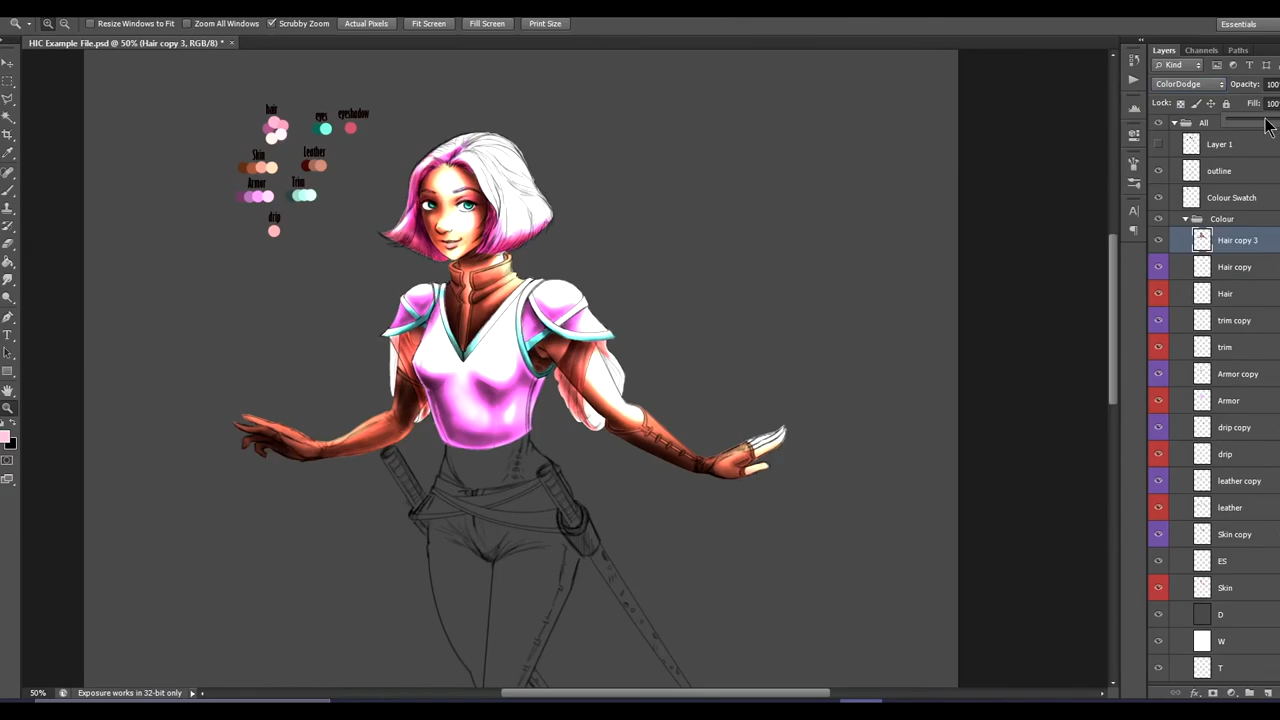 Resize Windows to Fit Zoom All Windows Scrubby Zoom Actual Pixels Fit Screen Fill Screen Print Size Essentials
HIC Example File.psd @ 50% (Hair copy 3, RGB/8) * ×
Layers Channels Paths
Kind
ColorDodge Opacity: 100
Lock: Fill: 100
All
Layer 1
outline
Colour Swatch
Colour
Hair copy 3
Hair copy
Hair
trim copy
trim
Armor copy
Armor
drip copy
drip
leather copy
leather
Skin copy
ES
Skin
D
W
T
hair
eyes
eyeshadow
Skin
Leather
Armor
Trim
drip
50% Exposure works in 32-bit only